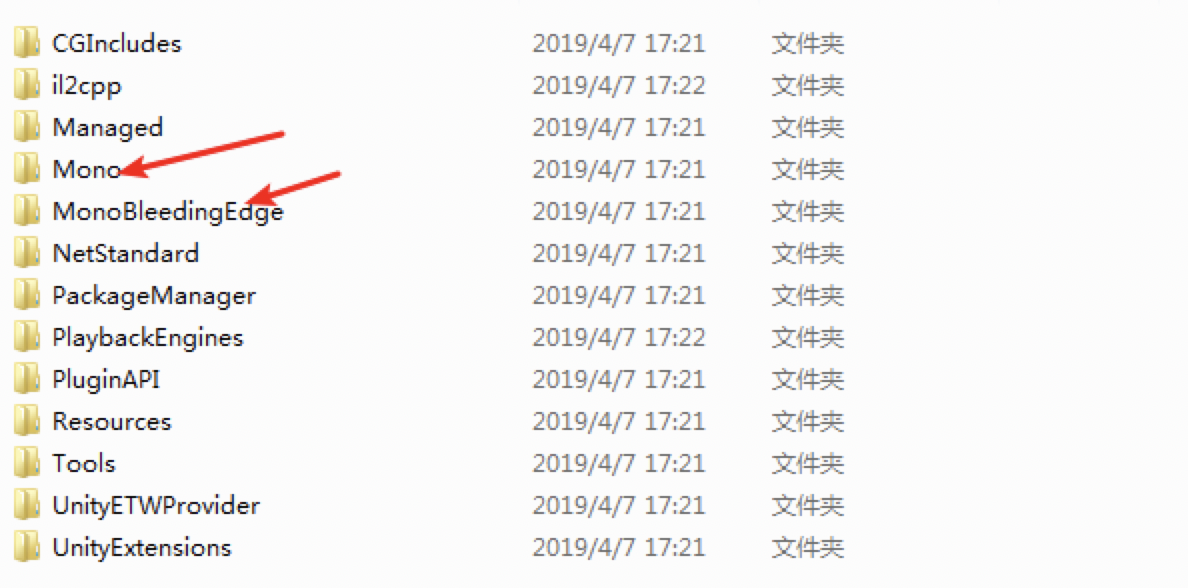 CGIncludes 2019/4/7 17:21 文件夹
il2cpp 2019/4/7 17:22 文件夹
Managed 2019/4/7 17:21 文件夹
Mono 2019/4/7 17:21 文件夹
MonoBleedingEdge 2019/4/7 17:21 文件夹
NetStandard 2019/4/7 17:21 文件夹
PackageManager 2019/4/7 17:21 文件夹
PlaybackEngines 2019/4/7 17:22 文件夹
PluginAPI 2019/4/7 17:21 文件夹
Resources 2019/4/7 17:21 文件夹
Tools 2019/4/7 17:21 文件夹
UnityETWProvider 2019/4/7 17:21 文件夹
UnityExtensions 2019/4/7 17:21 文件夹